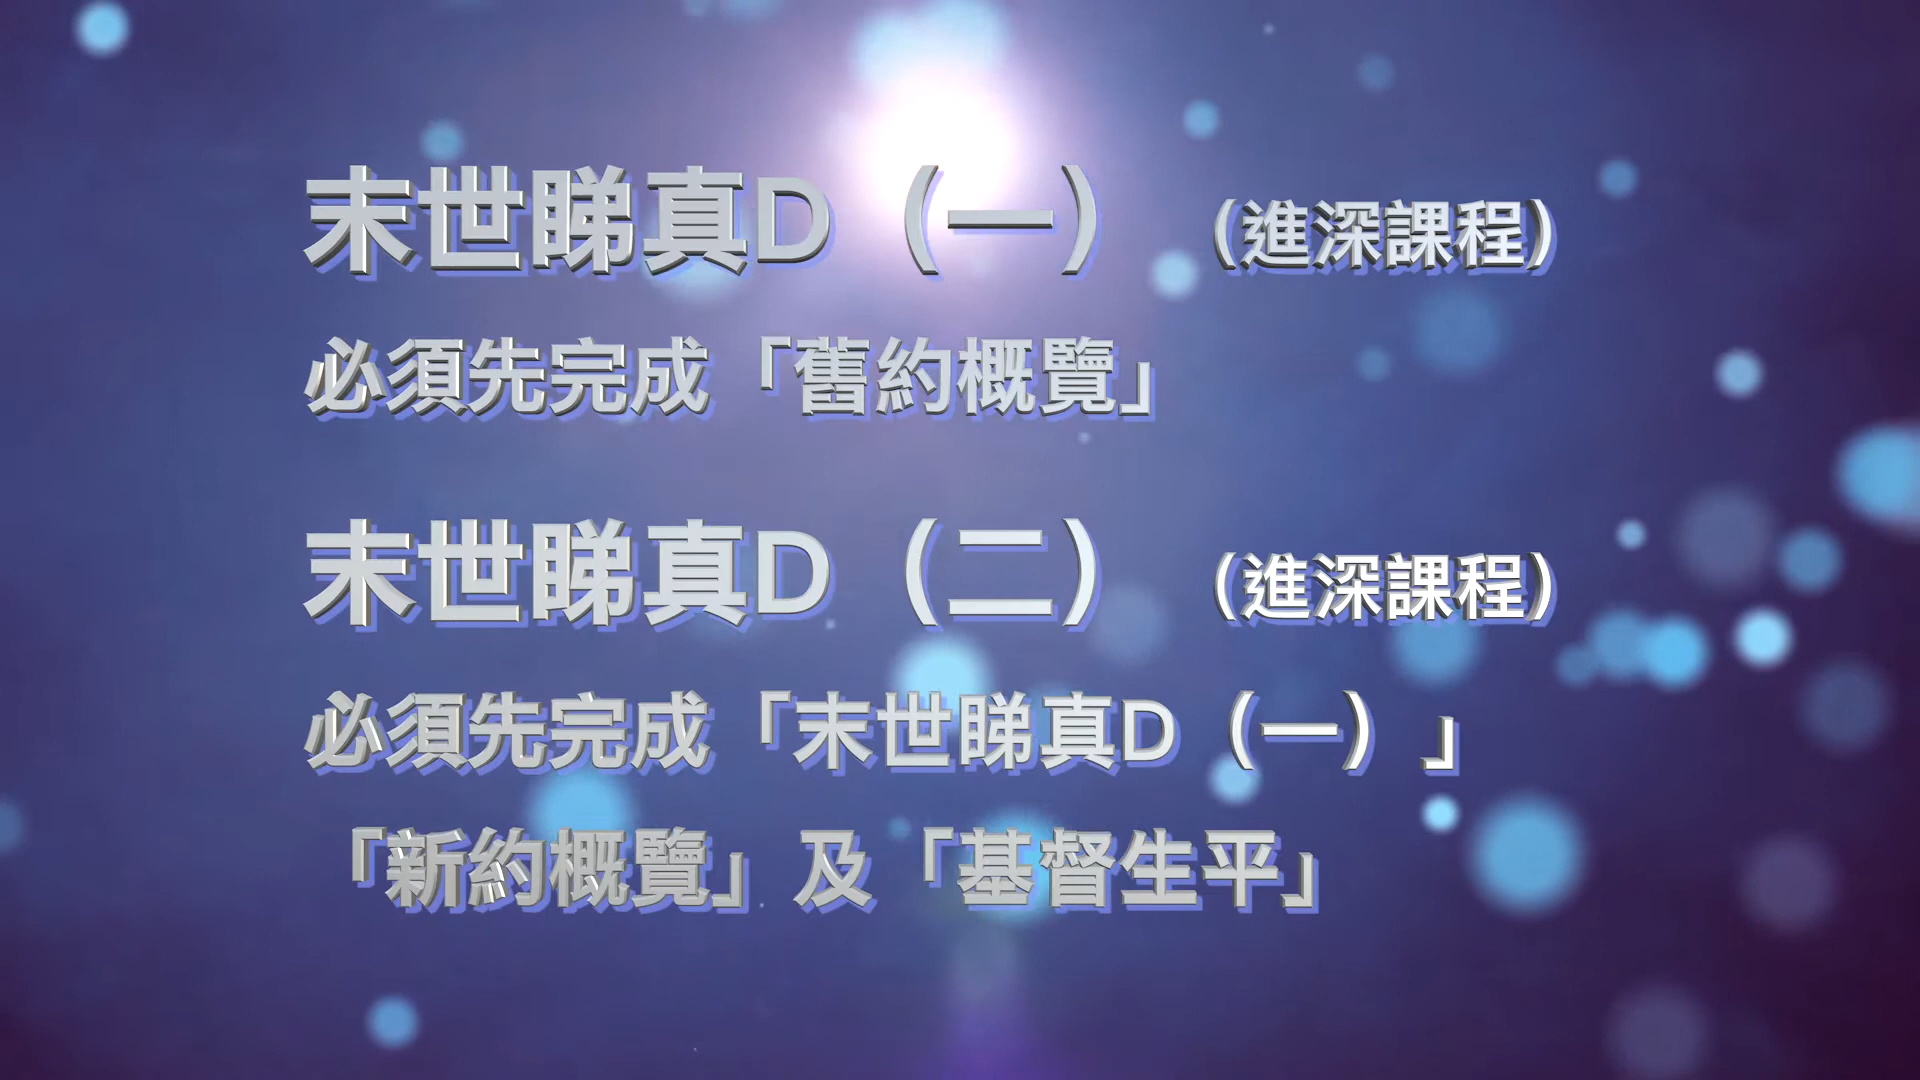 末世睇真D（一）（進深課程）
必須先完成「舊約概覽」
末世睇真D（二）（進深課程）
必須先完成「末世睇真D（一）」
「新約概覽」及「基督生平」